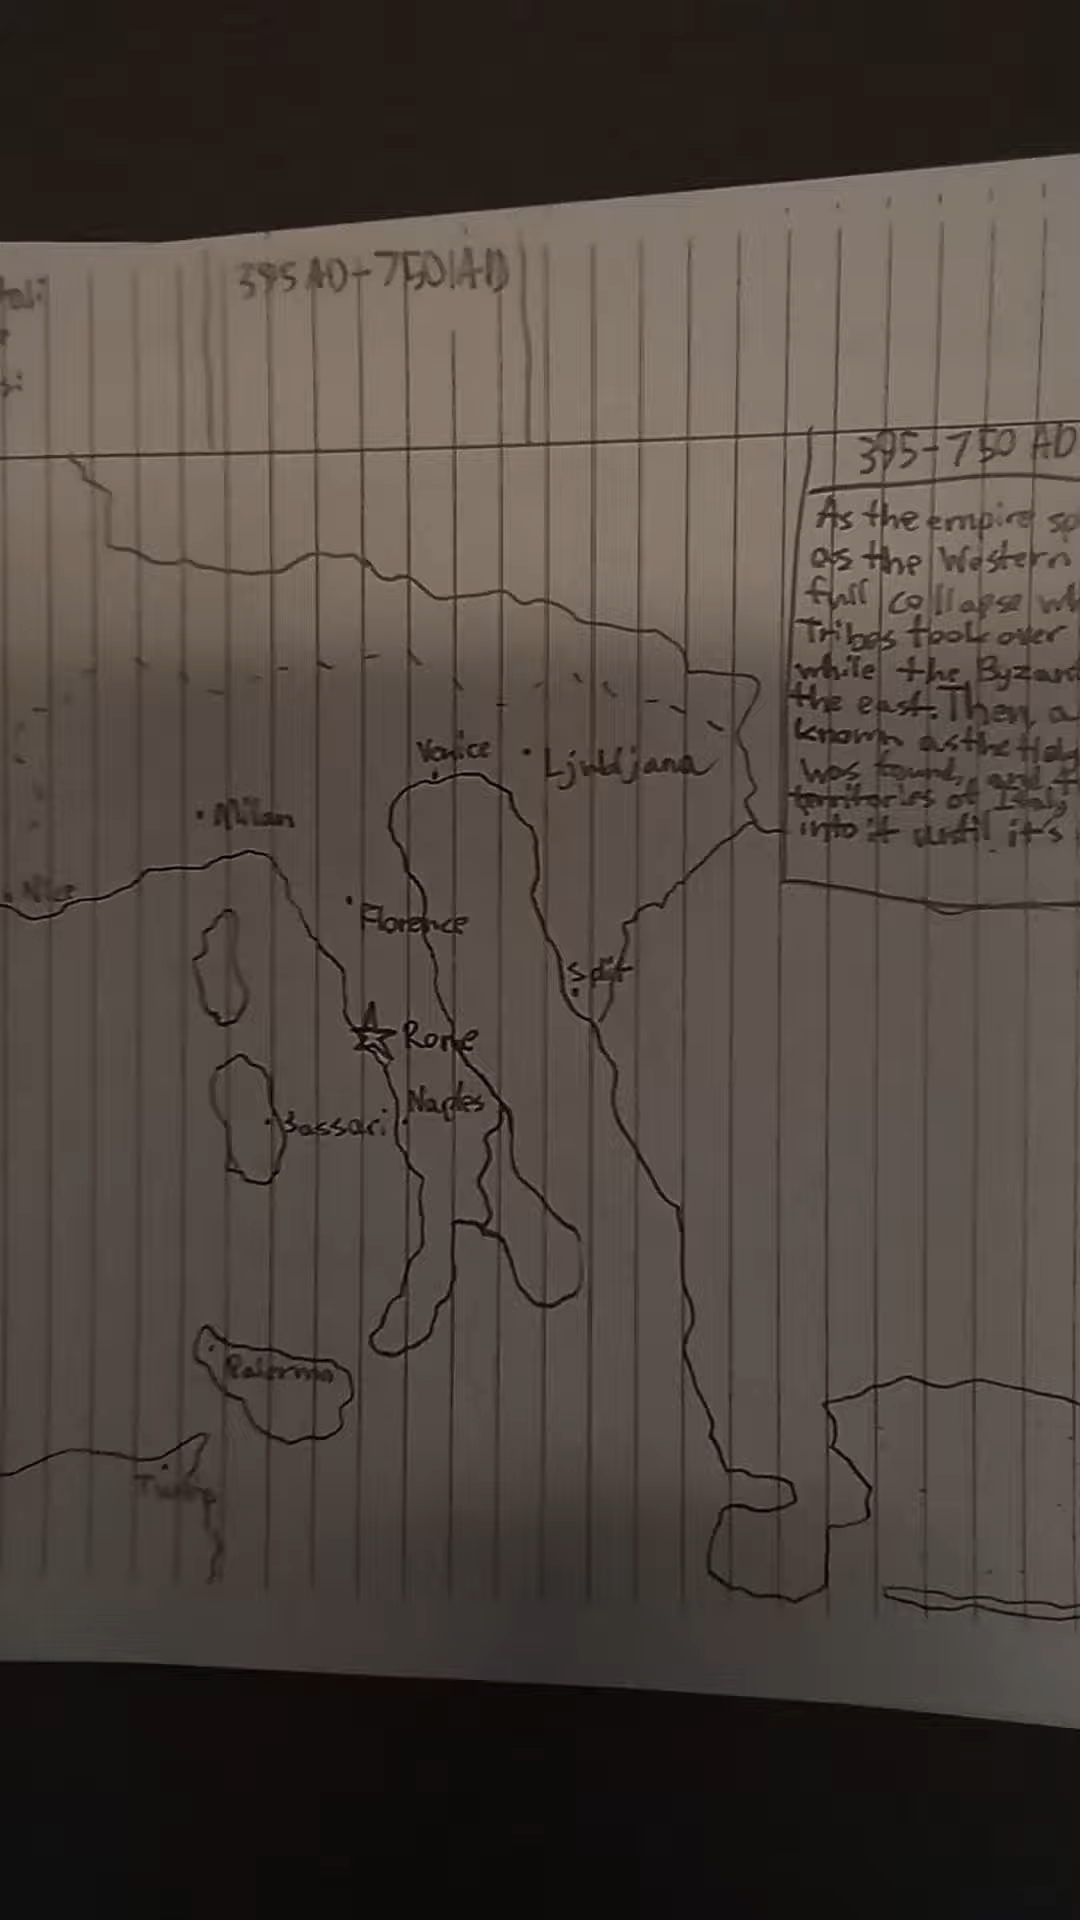 395 AD - 750 AD
395-750 AD
As the empire
as the Western
full collapse
Tribes took over
while the
the east. Then, a
known as the
was found, and
territories of Italy
into it until it's
Venice
Ljubljana
Milan
Nice
Florence
Split
Rome
Naples
Sassari
Palermo